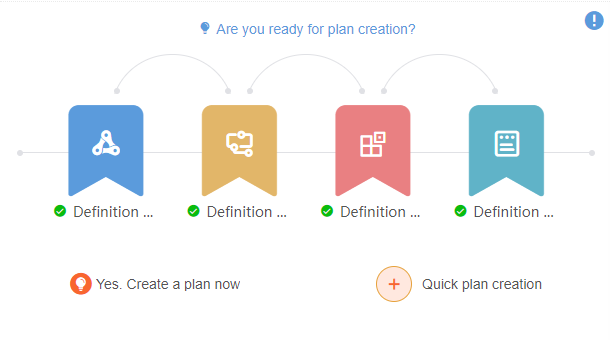 Are you ready for plan creation?
Definition ... Definition ... Definition ... Definition ...
Yes. Create a plan now
Quick plan creation